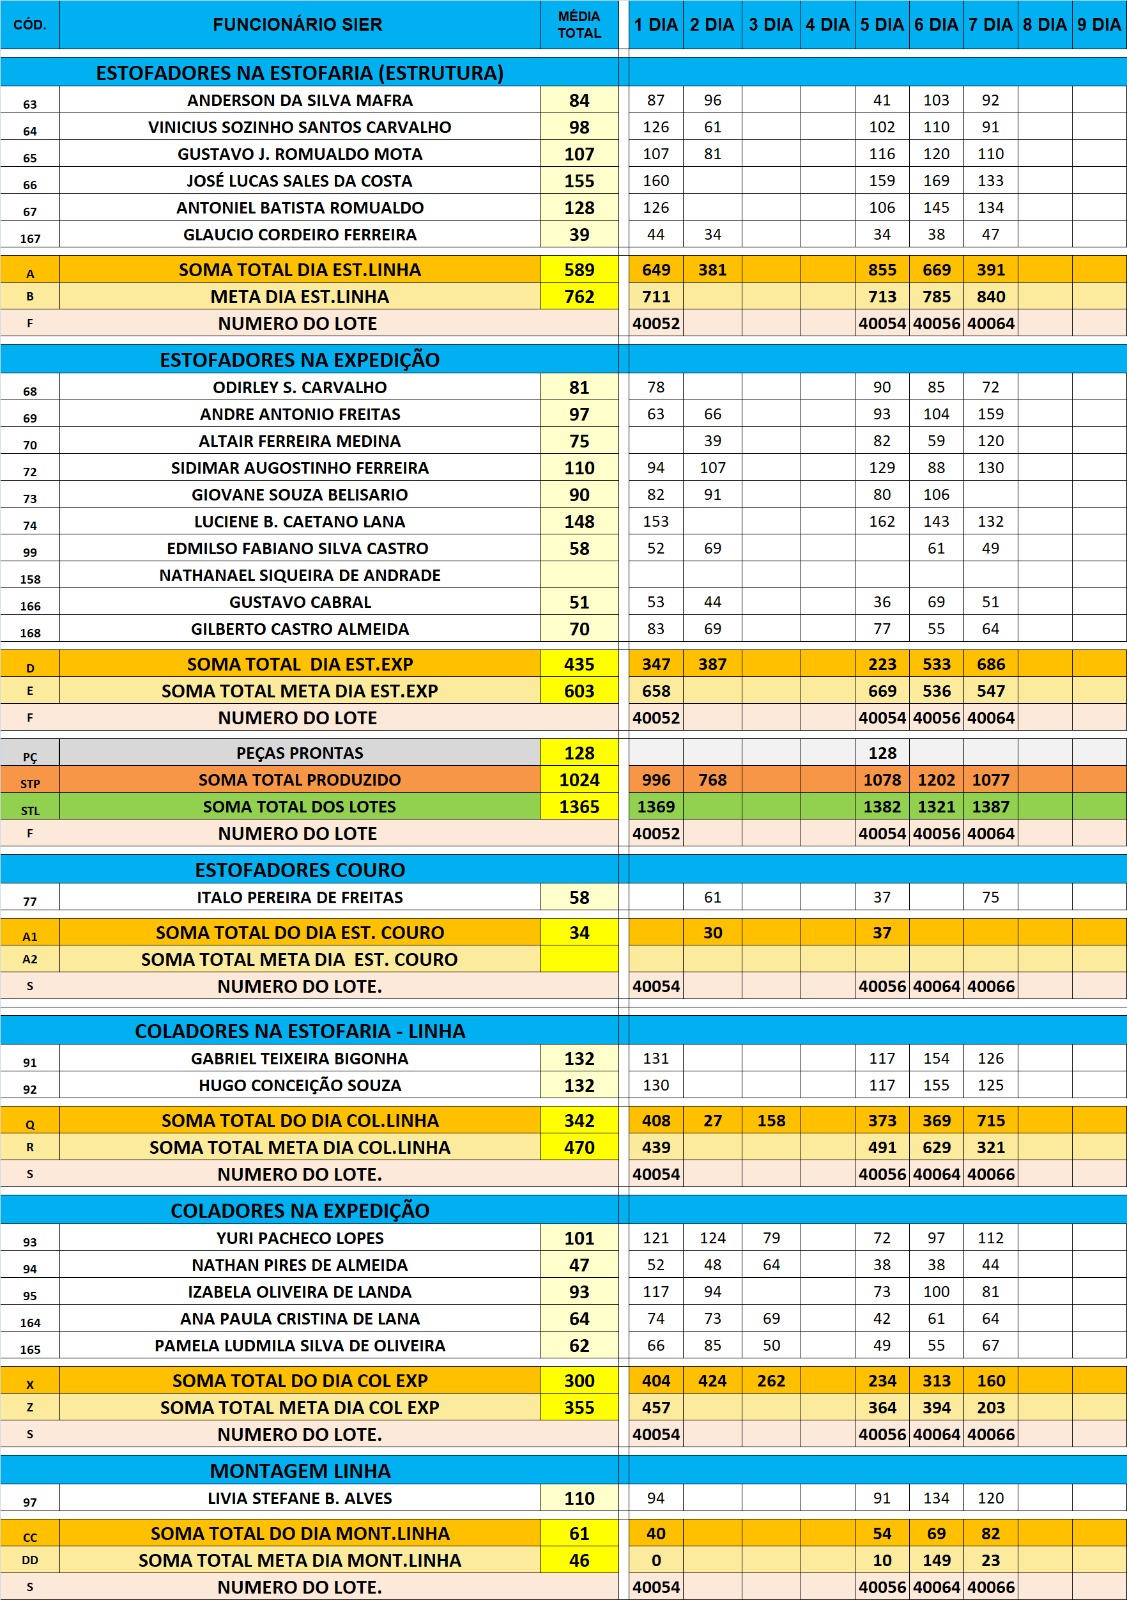 CÓD. FUNCIONÁRIO SIER MÉDIA TOTAL 1 DIA 2 DIA 3 DIA 4 DIA 5 DIA 6 DIA 7 DIA 8 DIA 9 DIA
ESTOFADORES NA ESTOFARIA (ESTRUTURA)
63 ANDERSON DA SILVA MAFRA 84 87 96 41 103 92
64 VINICIUS SOZINHO SANTOS CARVALHO 98 126 61 102 110 91
65 GUSTAVO J. ROMUALDO MOTA 107 107 81 116 120 110
66 JOSÉ LUCAS SALES DA COSTA 155 160 159 169 133
67 ANTONIEL BATISTA ROMUALDO 128 126 106 145 134
167 GLAUCIO CORDEIRO FERREIRA 39 44 34 34 38 47
A SOMA TOTAL DIA EST.LINHA 589 649 381 855 669 391
B META DIA EST.LINHA 762 711 713 785 840
F NUMERO DO LOTE 40052 40054 40056 40064
ESTOFADORES NA EXPEDIÇÃO
68 ODIRLEY S. CARVALHO 81 78 90 85 72
69 ANDRE ANTONIO FREITAS 97 63 66 93 104 159
70 ALTAIR FERREIRA MEDINA 75 39 82 59 120
72 SIDIMAR AUGOSTINHO FERREIRA 110 94 107 129 88 130
73 GIOVANE SOUZA BELISARIO 90 82 91 80 106
74 LUCIENE B. CAETANO LANA 148 153 162 143 132
99 EDMILSO FABIANO SILVA CASTRO 58 52 69 61 49
158 NATHANAEL SIQUEIRA DE ANDRADE
166 GUSTAVO CABRAL 51 53 44 36 69 51
168 GILBERTO CASTRO ALMEIDA 70 83 69 77 55 64
D SOMA TOTAL DIA EST.EXP 435 347 387 223 533 686
E SOMA TOTAL META DIA EST.EXP 603 658 669 536 547
F NUMERO DO LOTE 40052 40054 40056 40064
PÇ PEÇAS PRONTAS 128 128
STP SOMA TOTAL PRODUZIDO 1024 996 768 1078 1202 1077
STL SOMA TOTAL DOS LOTES 1365 1369 1382 1321 1387
F NUMERO DO LOTE 40052 40054 40056 40064
ESTOFADORES COURO
77 ITALO PEREIRA DE FREITAS 58 61 37 75
A1 SOMA TOTAL DO DIA EST. COURO 34 30 37
A2 SOMA TOTAL META DIA EST. COURO
S NUMERO DO LOTE. 40054 40056 40064 40066
COLADORES NA ESTOFARIA - LINHA
91 GABRIEL TEIXEIRA BIGONHA 132 131 117 154 126
92 HUGO CONCEIÇÃO SOUZA 132 130 117 155 125
Q SOMA TOTAL DO DIA COL.LINHA 342 408 27 158 373 369 715
R SOMA TOTAL META DIA COL.LINHA 470 439 491 629 321
S NUMERO DO LOTE. 40054 40056 40064 40066
COLADORES NA EXPEDIÇÃO
93 YURI PACHECO LOPES 101 121 124 79 72 97 112
94 NATHAN PIRES DE ALMEIDA 47 52 48 64 38 38 44
95 IZABELA OLIVEIRA DE LANDA 93 117 94 73 100 81
164 ANA PAULA CRISTINA DE LANA 64 74 73 69 42 61 64
165 PAMELA LUDMILA SILVA DE OLIVEIRA 62 66 85 50 49 55 67
X SOMA TOTAL DO DIA COL EXP 300 404 424 262 234 313 160
Z SOMA TOTAL META DIA COL EXP 355 457 364 394 203
S NUMERO DO LOTE. 40054 40056 40064 40066
MONTAGEM LINHA
97 LIVIA STEFANE B. ALVES 110 94 91 134 120
CC SOMA TOTAL DO DIA MONT.LINHA 61 40 54 69 82
DD SOMA TOTAL META DIA MONT.LINHA 46 0 10 149 23
S NUMERO DO LOTE. 40054 40056 40064 40066